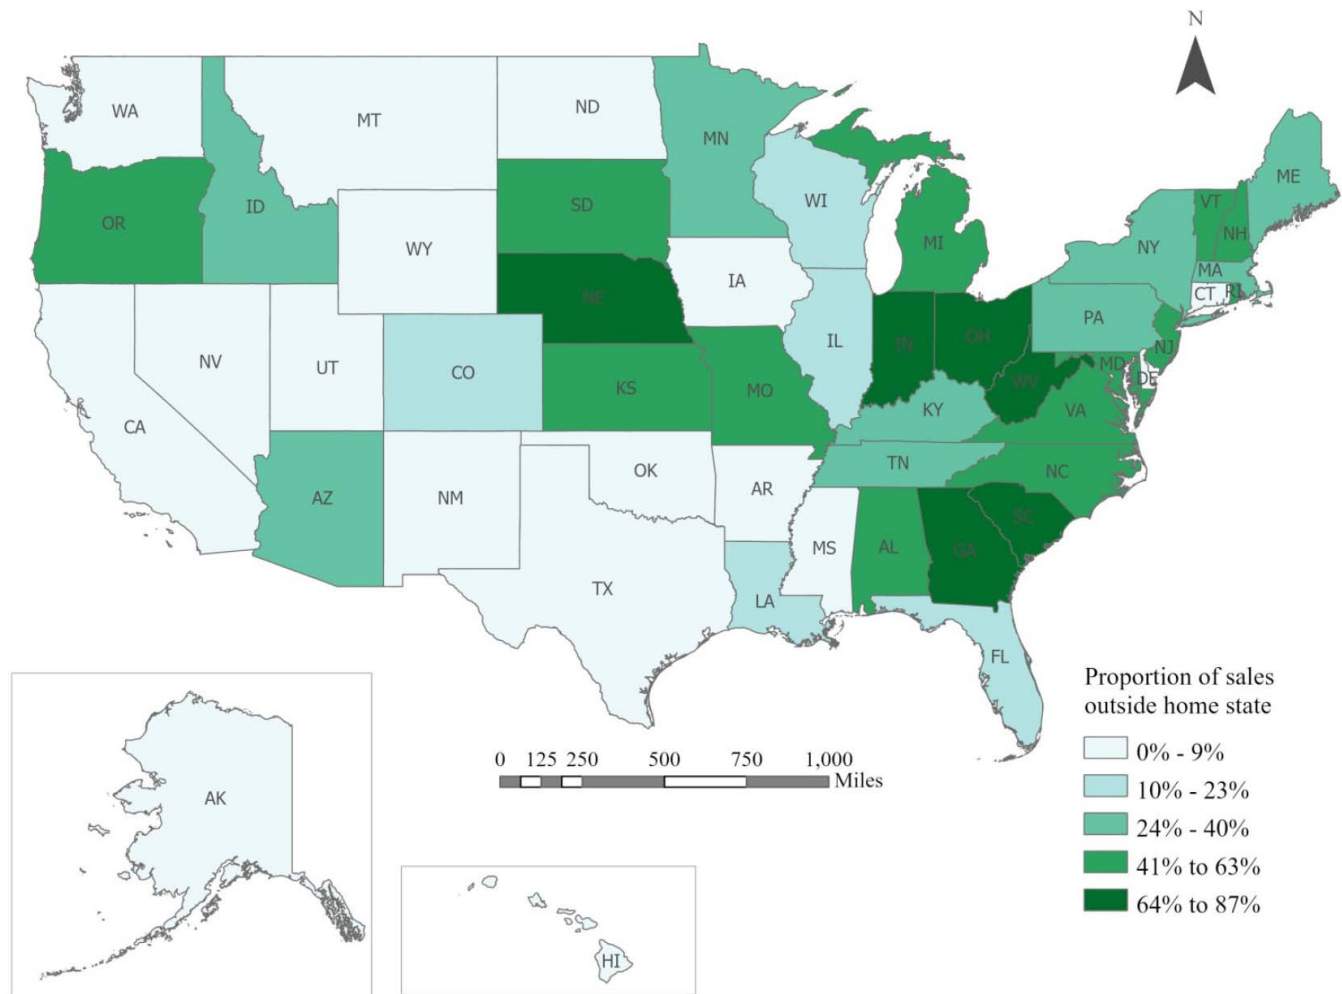 N
WA
MT
ND
MN
ME
VT
NH
OR
ID
SD
WI
MI
NY
WY
MA
IA
CT
RI
NE
PA
NV
UT
CO
IL
IN
OH
NJ
KS
MO
WV
MD
DE
CA
KY
VA
TN
NC
AZ
NM
OK
AR
SC
MS
AL
GA
TX
LA
FL
Proportion of sales
outside home state
0% - 9%
10% - 23%
24% - 40%
41% to 63%
64% to 87%
0 125 250 500 750 1,000
Miles
AK
HI